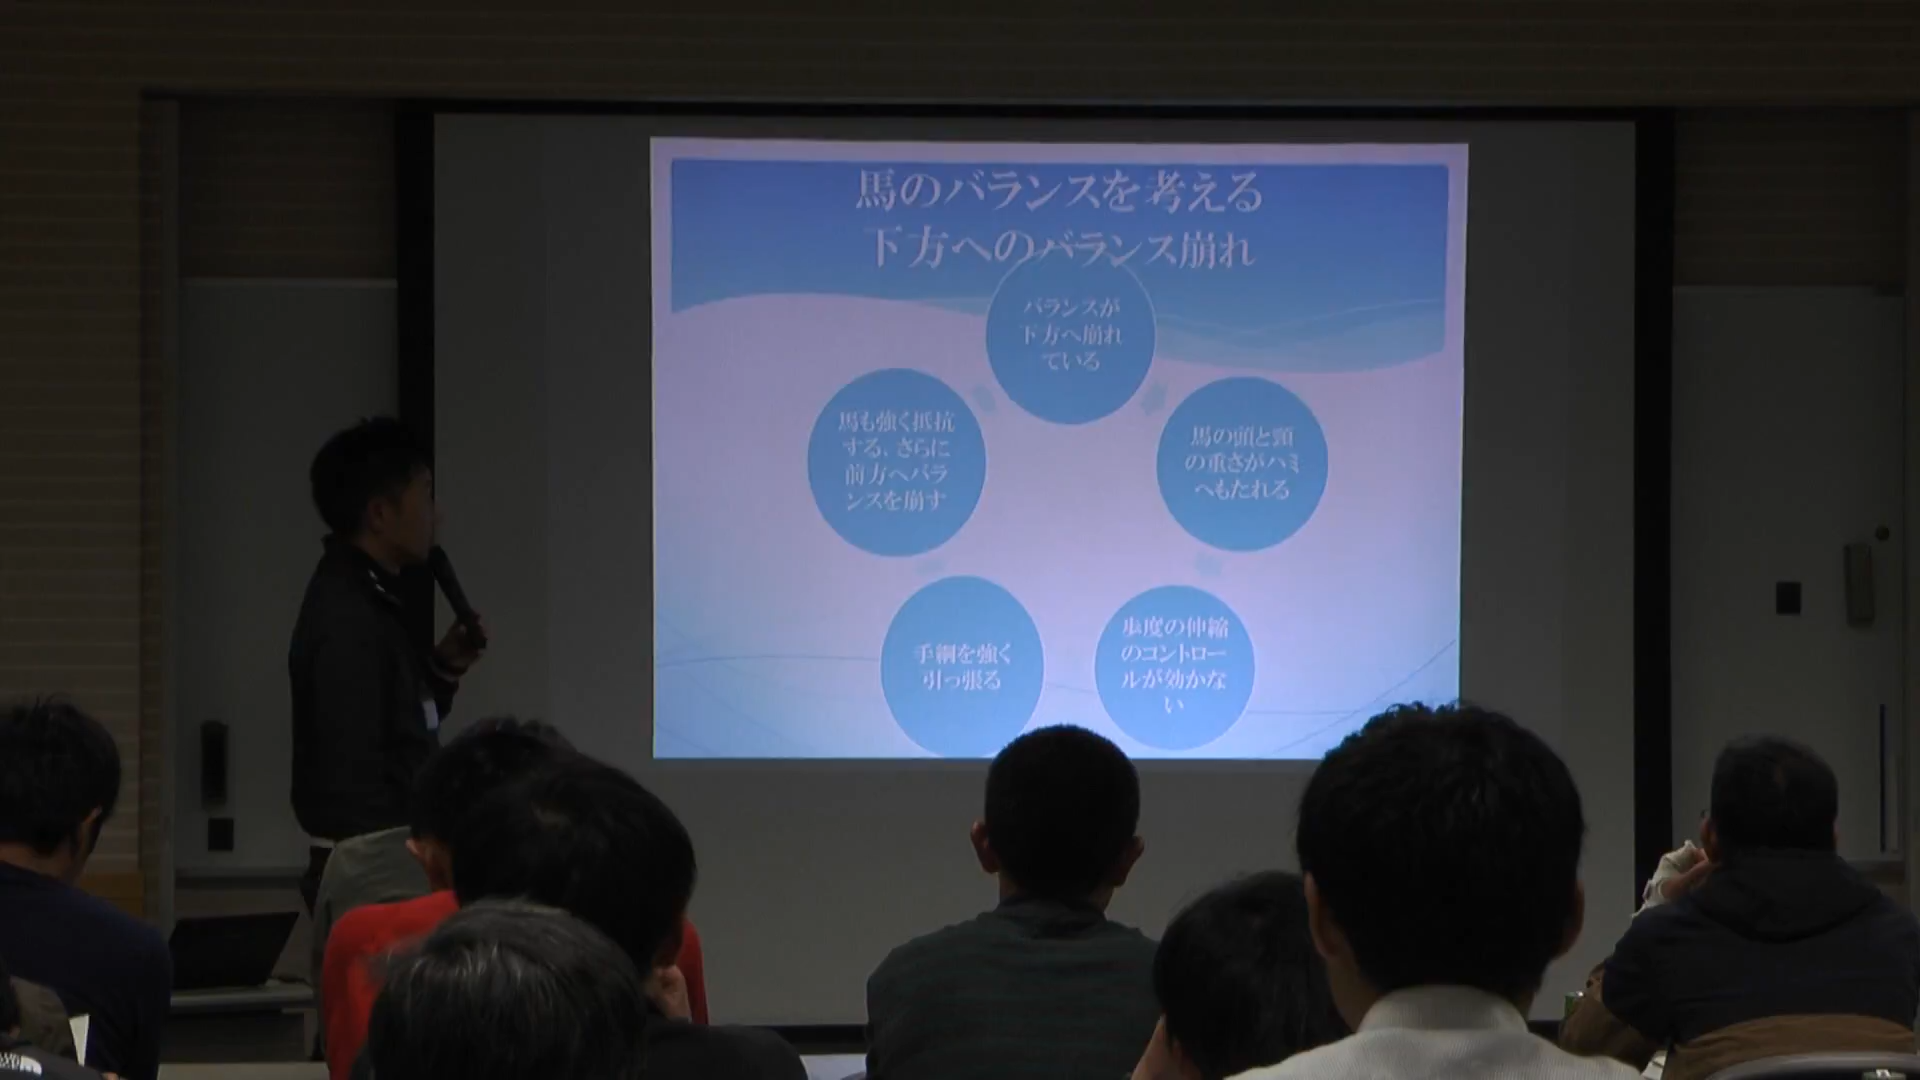 馬のバランスを考える
下方へのバランス崩れ
バランスが
下方へ崩れ
ている
馬の頭と頸
の重さがハミ
へもたれる
歩度の伸縮
のコントロー
ルが効かな
い
手綱を強く
引っ張る
馬も強く抵抗
する、さらに
前方へバラ
ンスを崩す